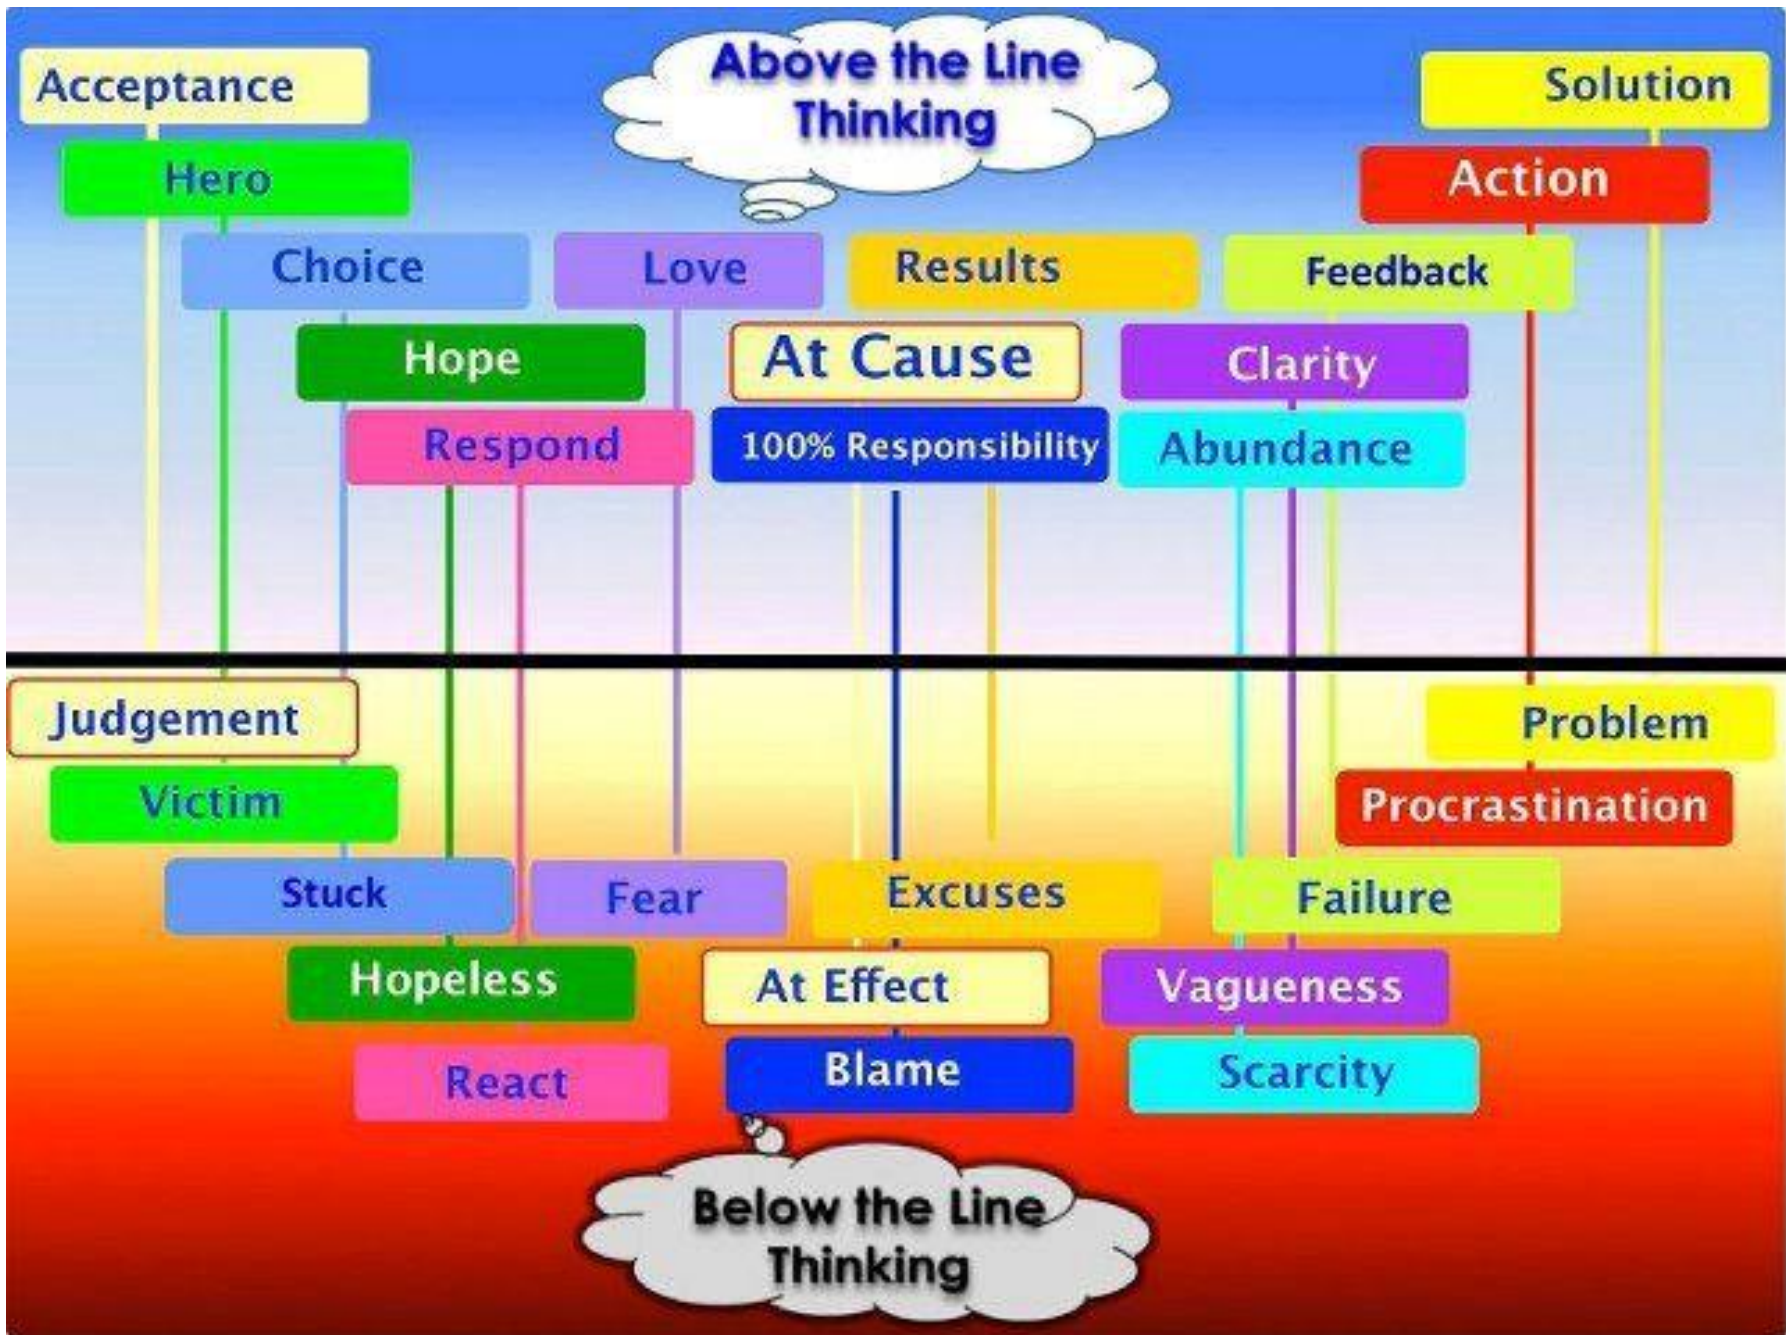 Above the Line
Thinking
Acceptance
Solution
Hero
Action
Choice
Love
Results
Feedback
Hope
At Cause
Clarity
Respond
100% Responsibility
Abundance
Judgement
Problem
Victim
Procrastination
Stuck
Fear
Excuses
Failure
Hopeless
At Effect
Vagueness
React
Blame
Scarcity
Below the Line
Thinking